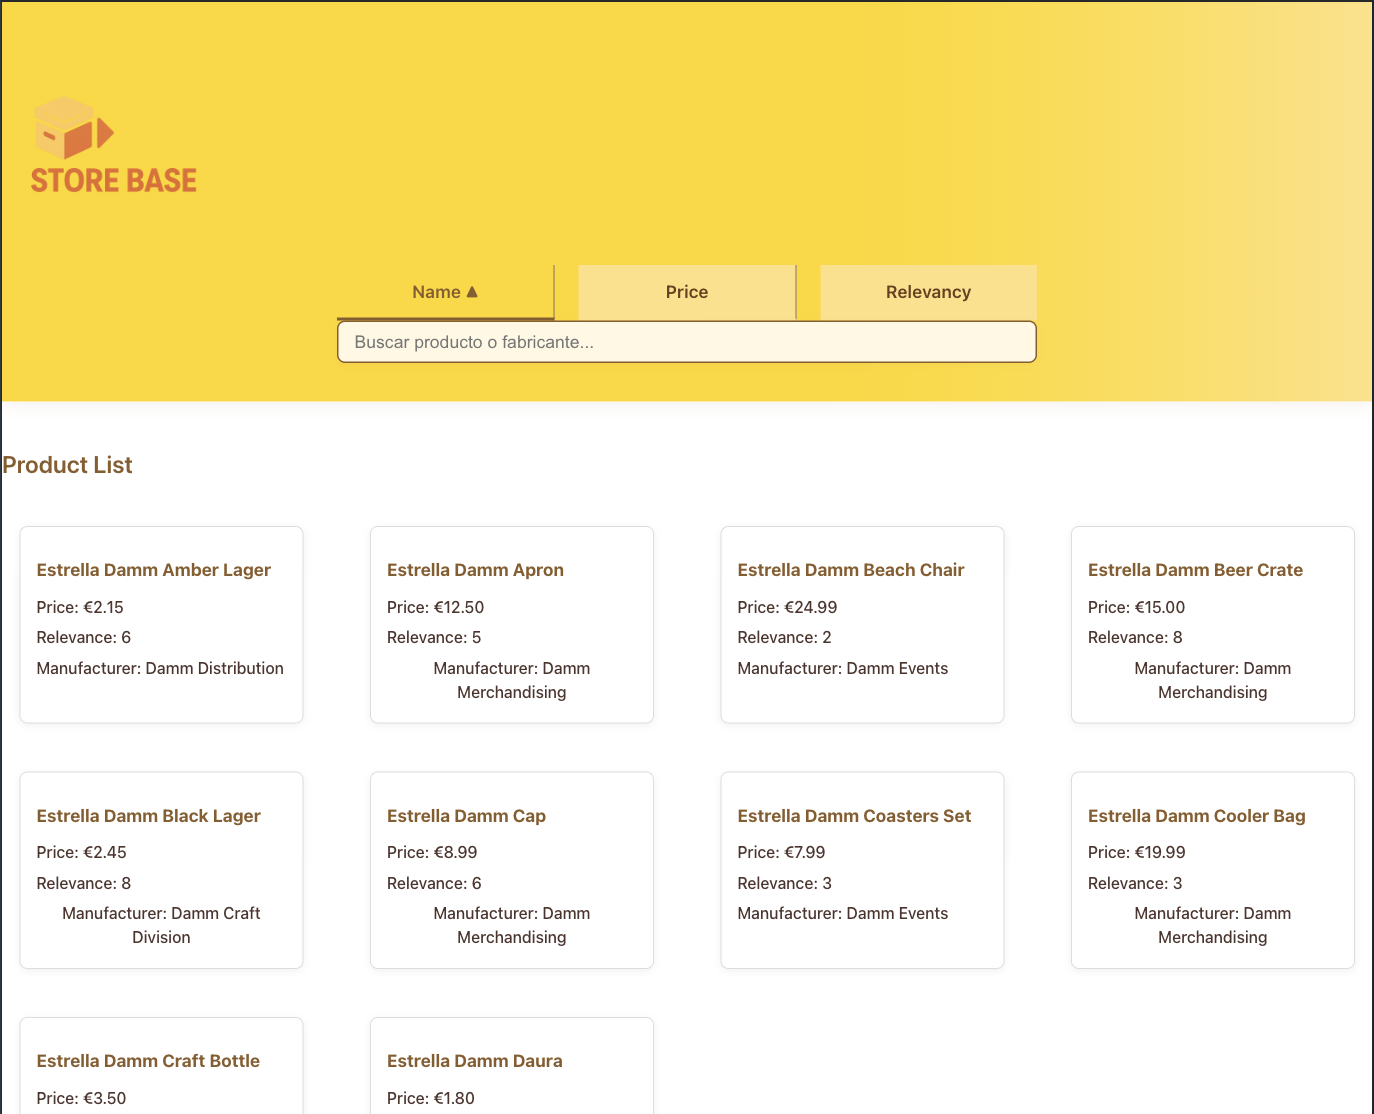 STORE BASE
Name ▲
Price
Relevancy
Buscar producto o fabricante...
Product List
Estrella Damm Amber Lager
Price: €2.15
Relevance: 6
Manufacturer: Damm Distribution
Estrella Damm Apron
Price: €12.50
Relevance: 5
Manufacturer: Damm
Merchandising
Estrella Damm Beach Chair
Price: €24.99
Relevance: 2
Manufacturer: Damm Events
Estrella Damm Beer Crate
Price: €15.00
Relevance: 8
Manufacturer: Damm
Merchandising
Estrella Damm Black Lager
Price: €2.45
Relevance: 8
Manufacturer: Damm Craft
Division
Estrella Damm Cap
Price: €8.99
Relevance: 6
Manufacturer: Damm
Merchandising
Estrella Damm Coasters Set
Price: €7.99
Relevance: 3
Manufacturer: Damm Events
Estrella Damm Cooler Bag
Price: €19.99
Relevance: 3
Manufacturer: Damm
Merchandising
Estrella Damm Craft Bottle
Price: €3.50
Estrella Damm Daura
Price: €1.80